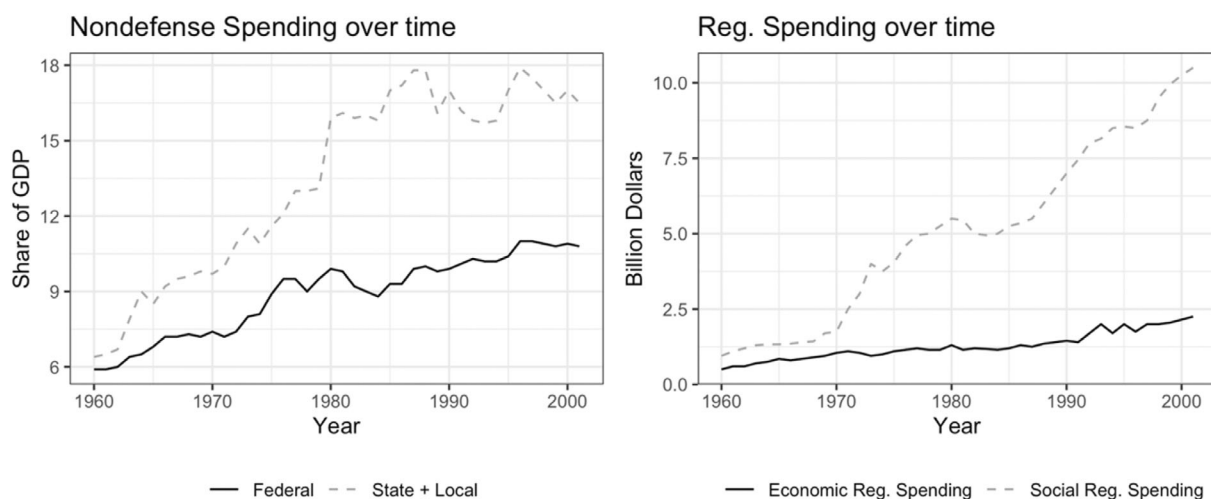 Nondefense Spending over time
18
15
12
9
6
Share of GDP
1960 1970 1980 1990 2000
Year
Federal State + Local
Reg. Spending over time
10.0
7.5
5.0
2.5
0.0
Billion Dollars
1960 1970 1980 1990 2000
Year
Economic Reg. Spending Social Reg. Spending